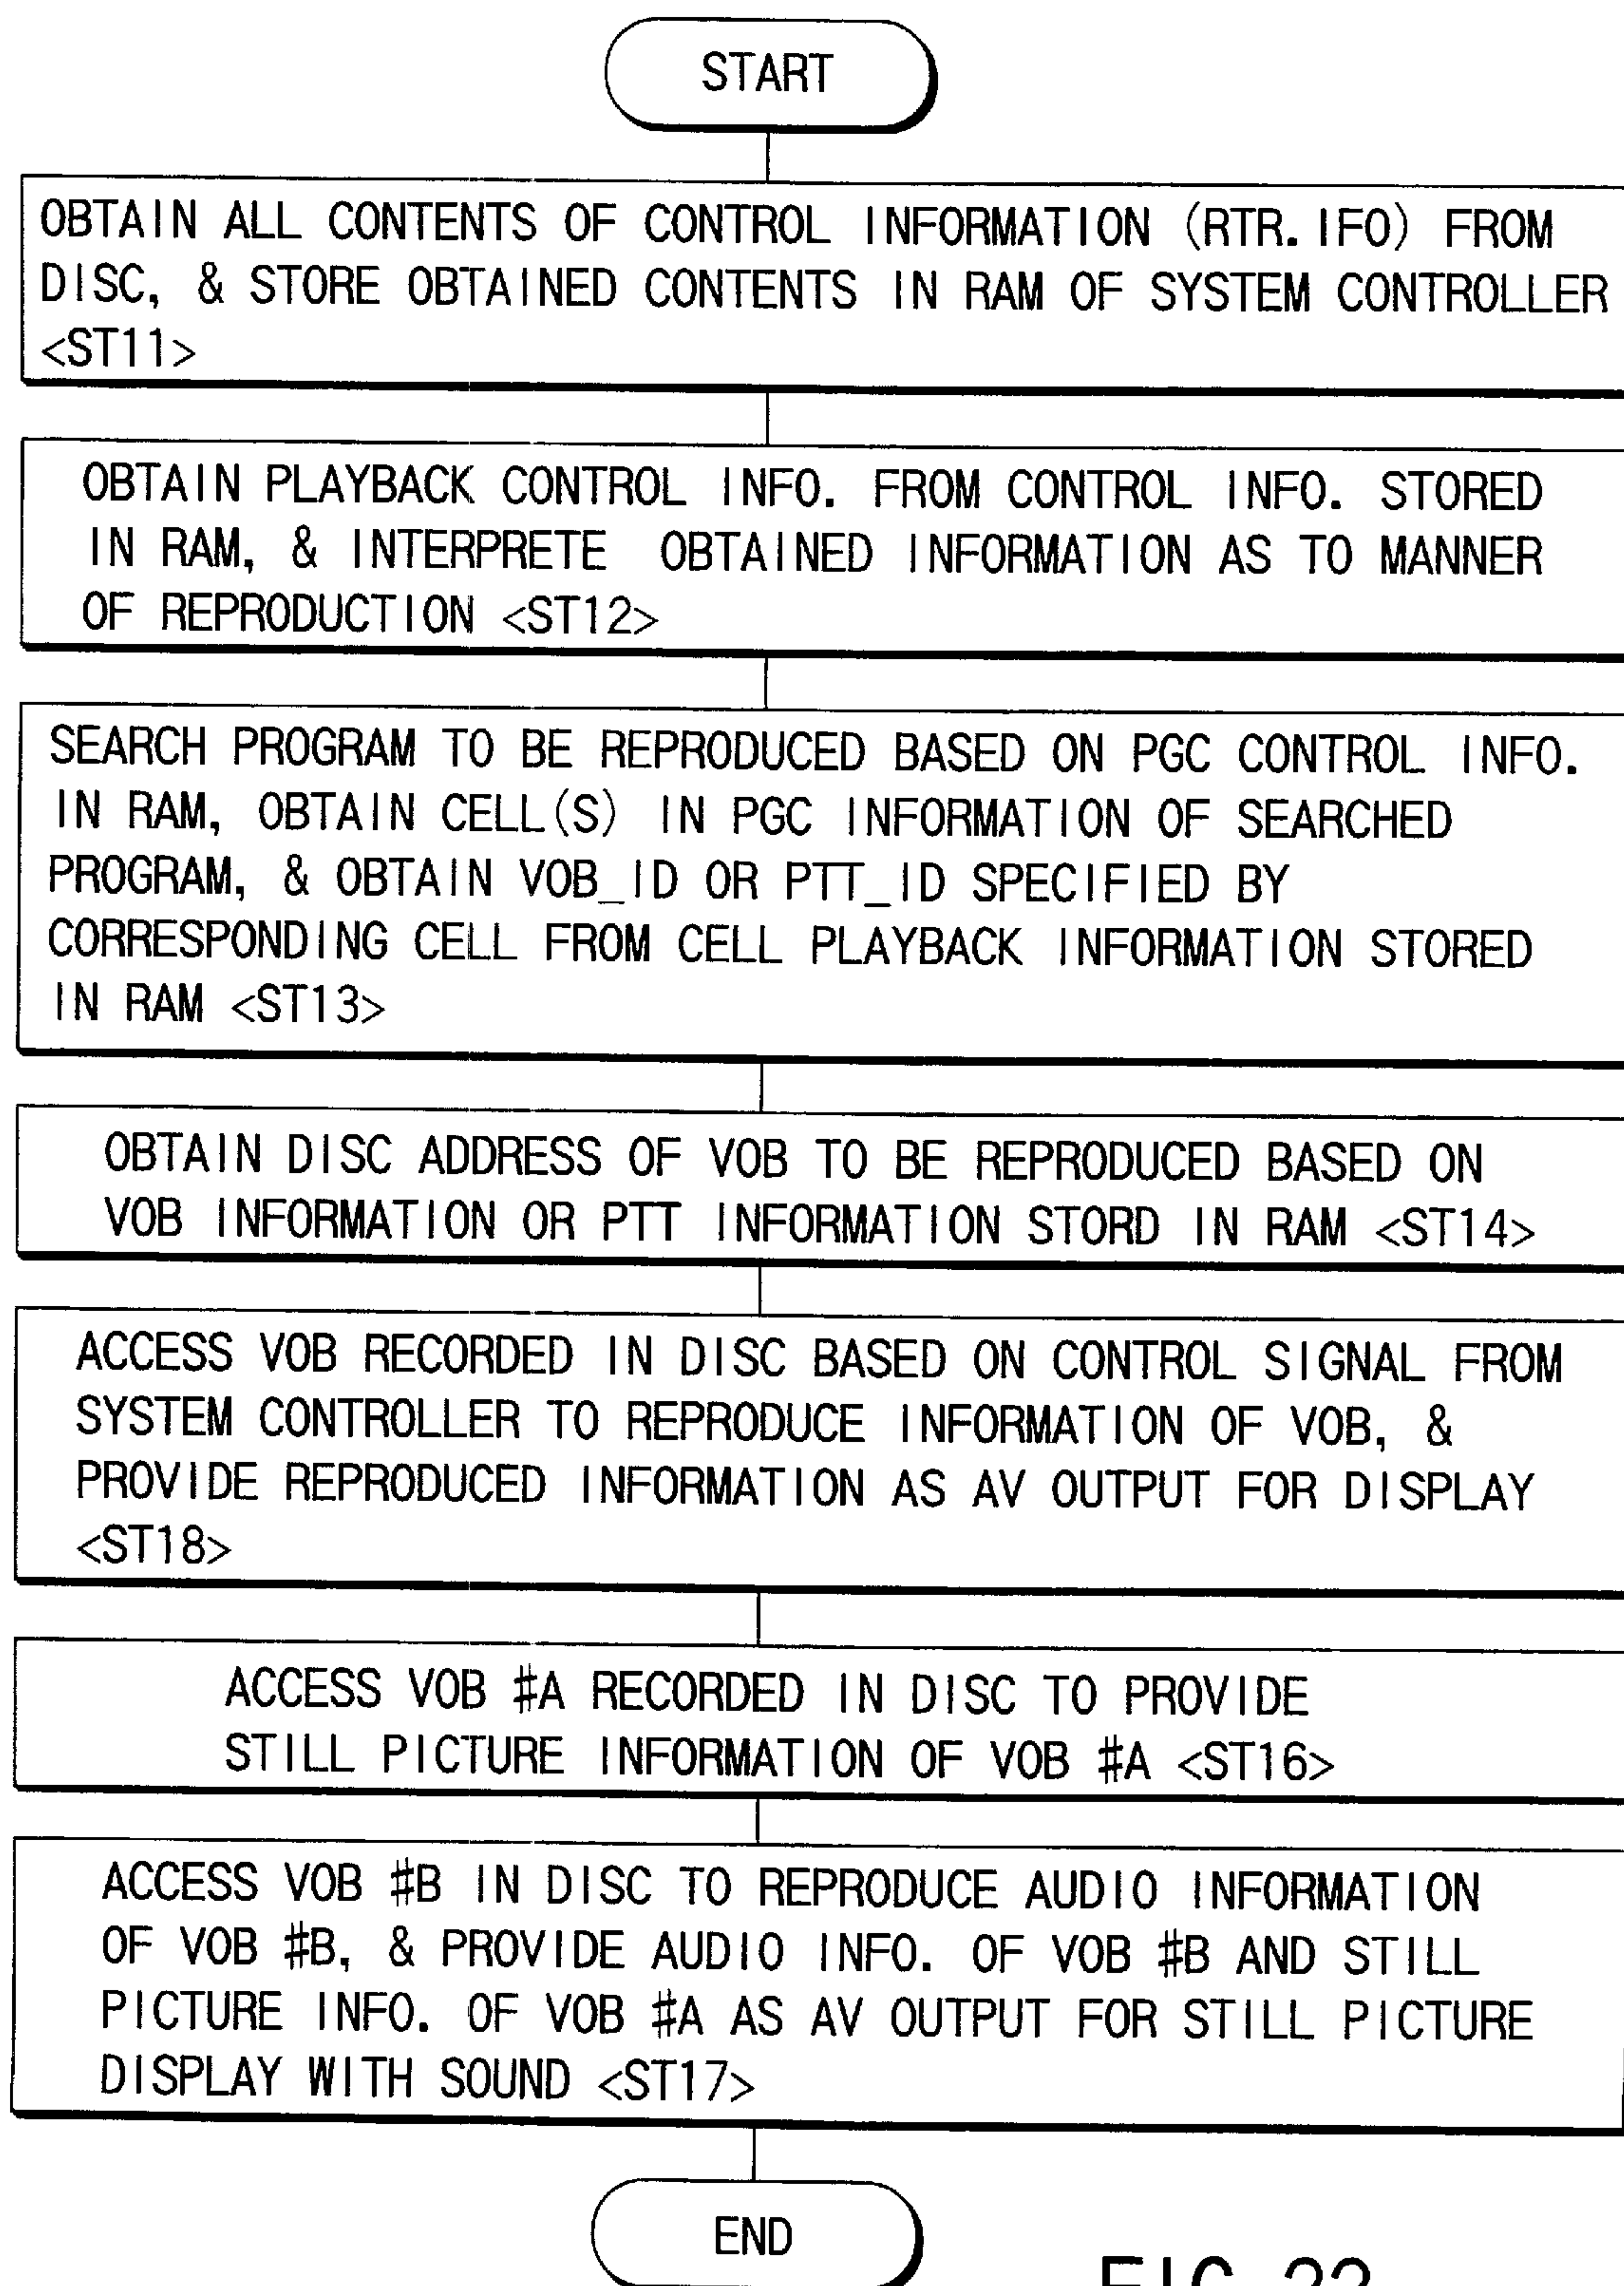 START
OBTAIN ALL CONTENTS OF CONTROL INFORMATION (RTR.IFO) FROM
DISC, & STORE OBTAINED CONTENTS IN RAM OF SYSTEM CONTROLLER
<ST11>
OBTAIN PLAYBACK CONTROL INFO. FROM CONTROL INFO. STORED
IN RAM, & INTERPRETE OBTAINED INFORMATION AS TO MANNER
OF REPRODUCTION <ST12>
SEARCH PROGRAM TO BE REPRODUCED BASED ON PGC CONTROL INFO.
IN RAM, OBTAIN CELL(S) IN PGC INFORMATION OF SEARCHED
PROGRAM, & OBTAIN VOB_ID OR PTT_ID SPECIFIED BY
CORRESPONDING CELL FROM CELL PLAYBACK INFORMATION STORED
IN RAM <ST13>
OBTAIN DISC ADDRESS OF VOB TO BE REPRODUCED BASED ON
VOB INFORMATION OR PTT INFORMATION STORD IN RAM <ST14>
ACCESS VOB RECORDED IN DISC BASED ON CONTROL SIGNAL FROM
SYSTEM CONTROLLER TO REPRODUCE INFORMATION OF VOB, &
PROVIDE REPRODUCED INFORMATION AS AV OUTPUT FOR DISPLAY
<ST18>
ACCESS VOB #A RECORDED IN DISC TO PROVIDE
STILL PICTURE INFORMATION OF VOB #A <ST16>
ACCESS VOB #B IN DISC TO REPRODUCE AUDIO INFORMATION
OF VOB #B, & PROVIDE AUDIO INFO. OF VOB #B AND STILL
PICTURE INFO. OF VOB #A AS AV OUTPUT FOR STILL PICTURE
DISPLAY WITH SOUND <ST17>
END